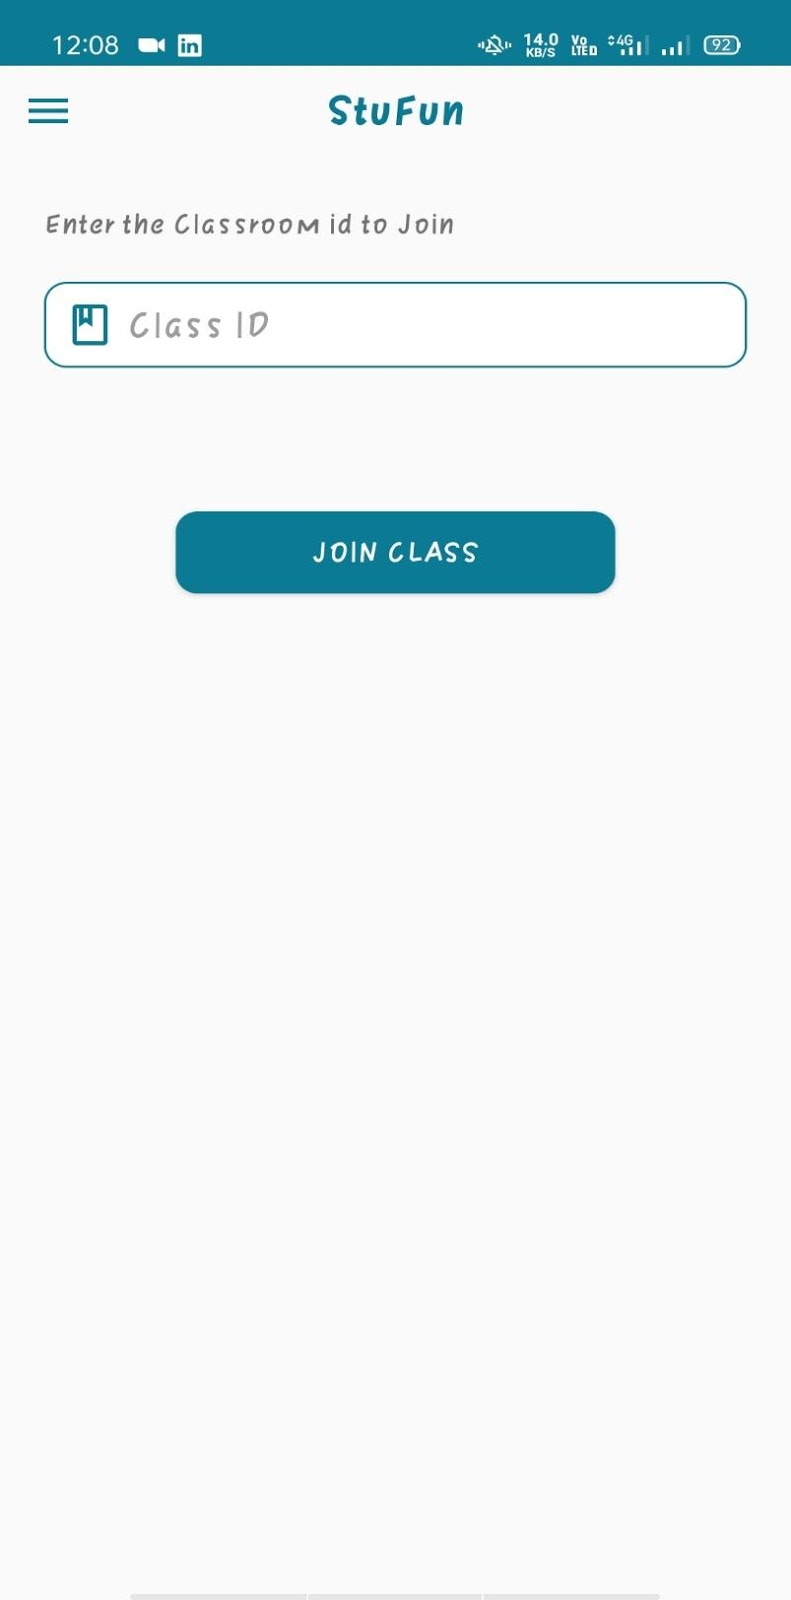 12:08 in 14.0 KB/S Vo LTE 4G 92
StuFun
Enter the Classroom id to Join
Class ID
JOIN CLASS